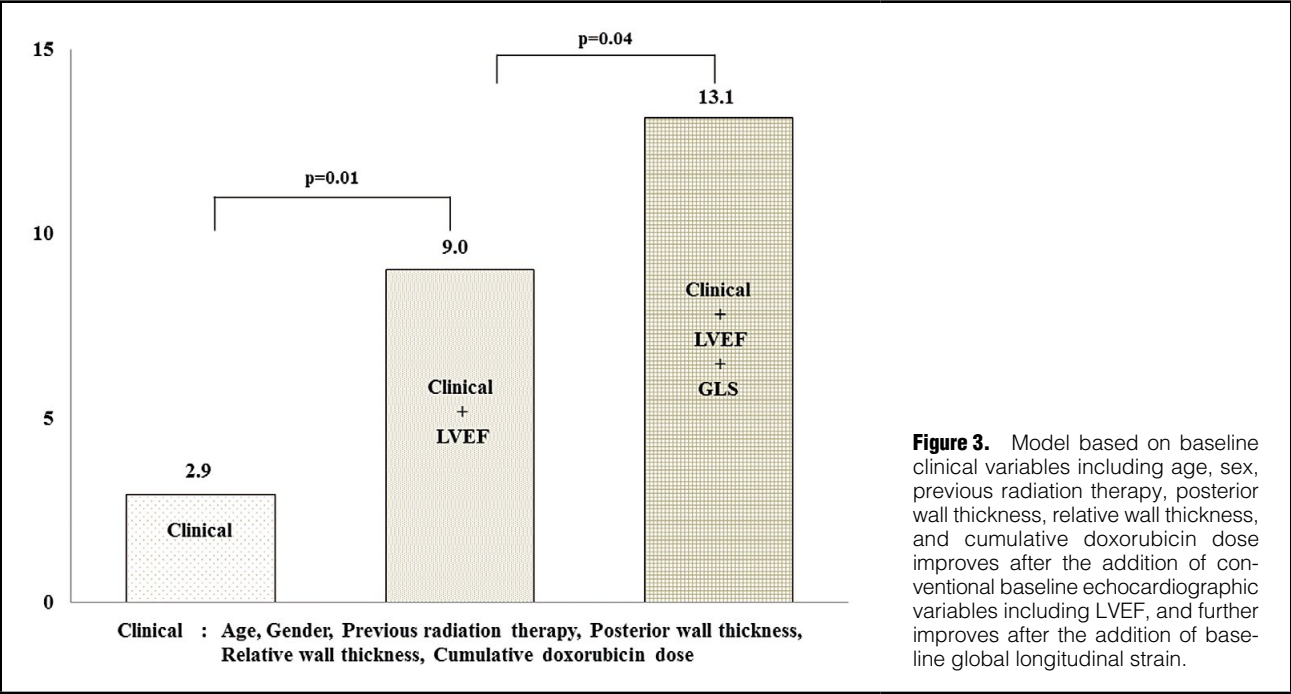 15
p=0.04
13.1
p=0.01
10
9.0
Clinical
+
LVEF
+
GLS
Clinical
+
LVEF
5
2.9
Clinical
0
Clinical : Age, Gender, Previous radiation therapy, Posterior wall thickness,
Relative wall thickness, Cumulative doxorubicin dose
Figure 3. Model based on baseline
clinical variables including age, sex,
previous radiation therapy, posterior
wall thickness, relative wall thickness,
and cumulative doxorubicin dose
improves after the addition of con-
ventional baseline echocardiographic
variables including LVEF, and further
improves after the addition of base-
line global longitudinal strain.